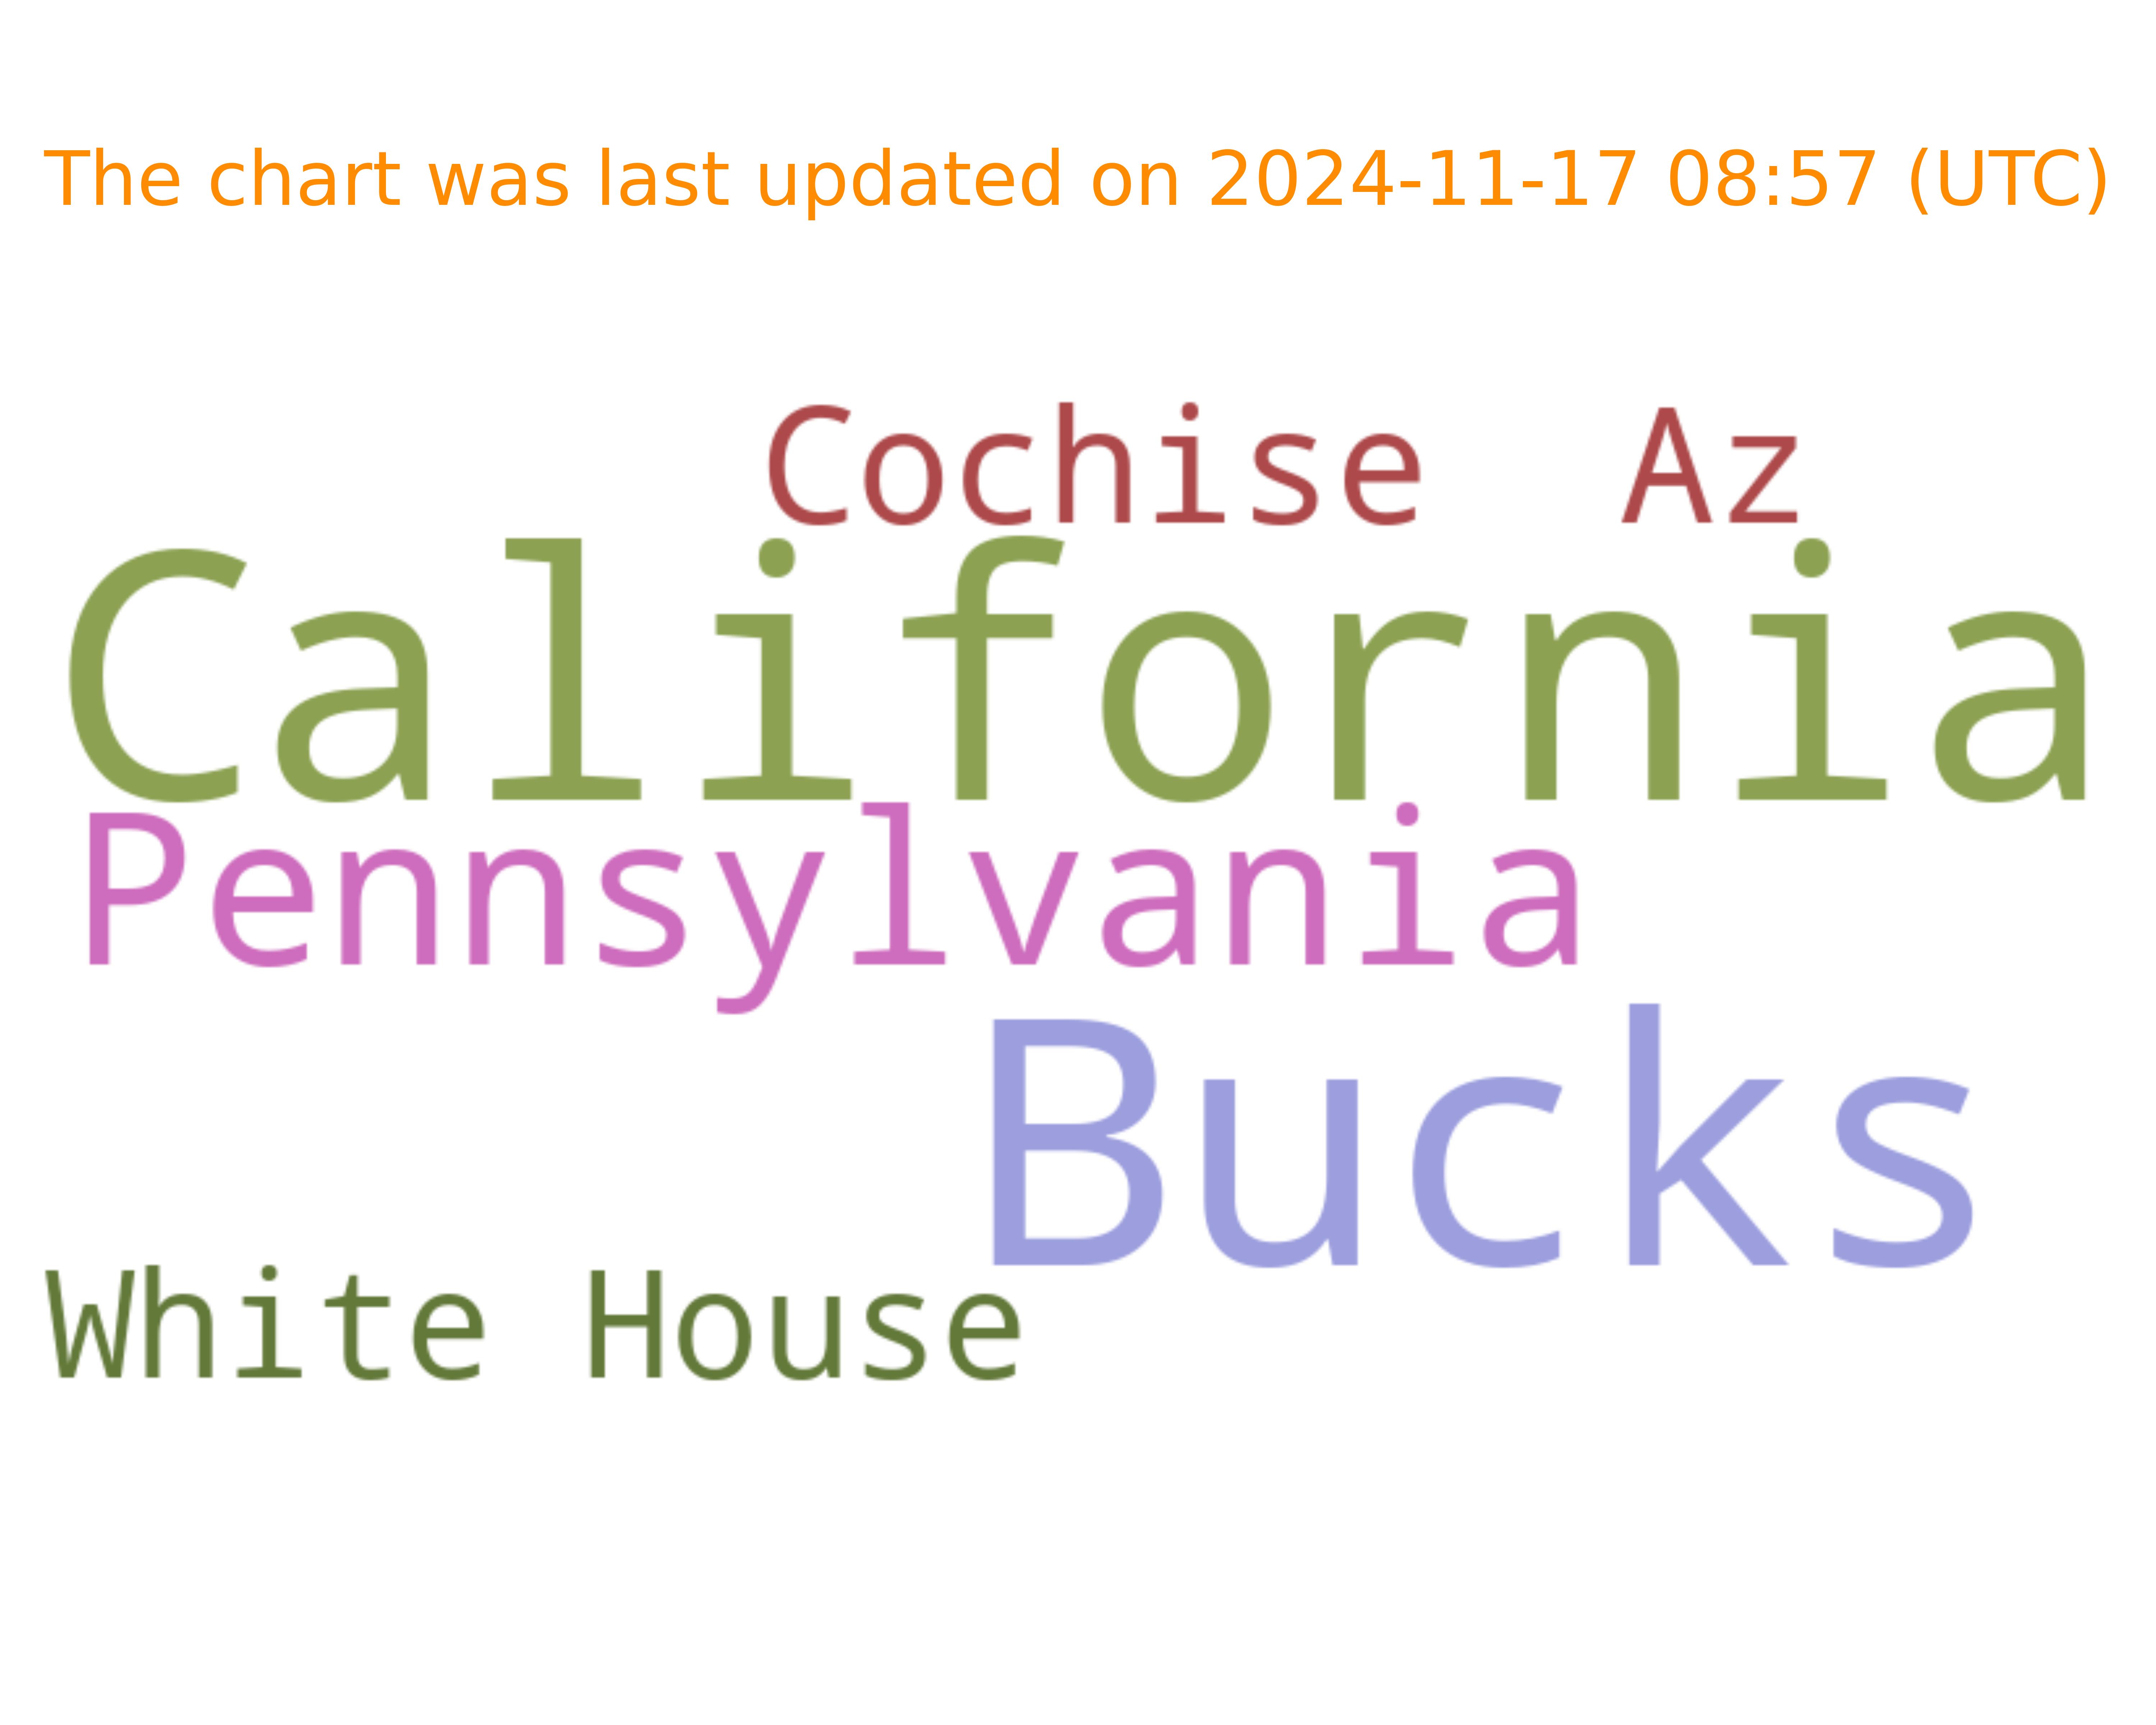 The chart was last updated on 2024-11-17 08:57 (UTC)
Cochise Az
California
Pennsylvania
Bucks
White House